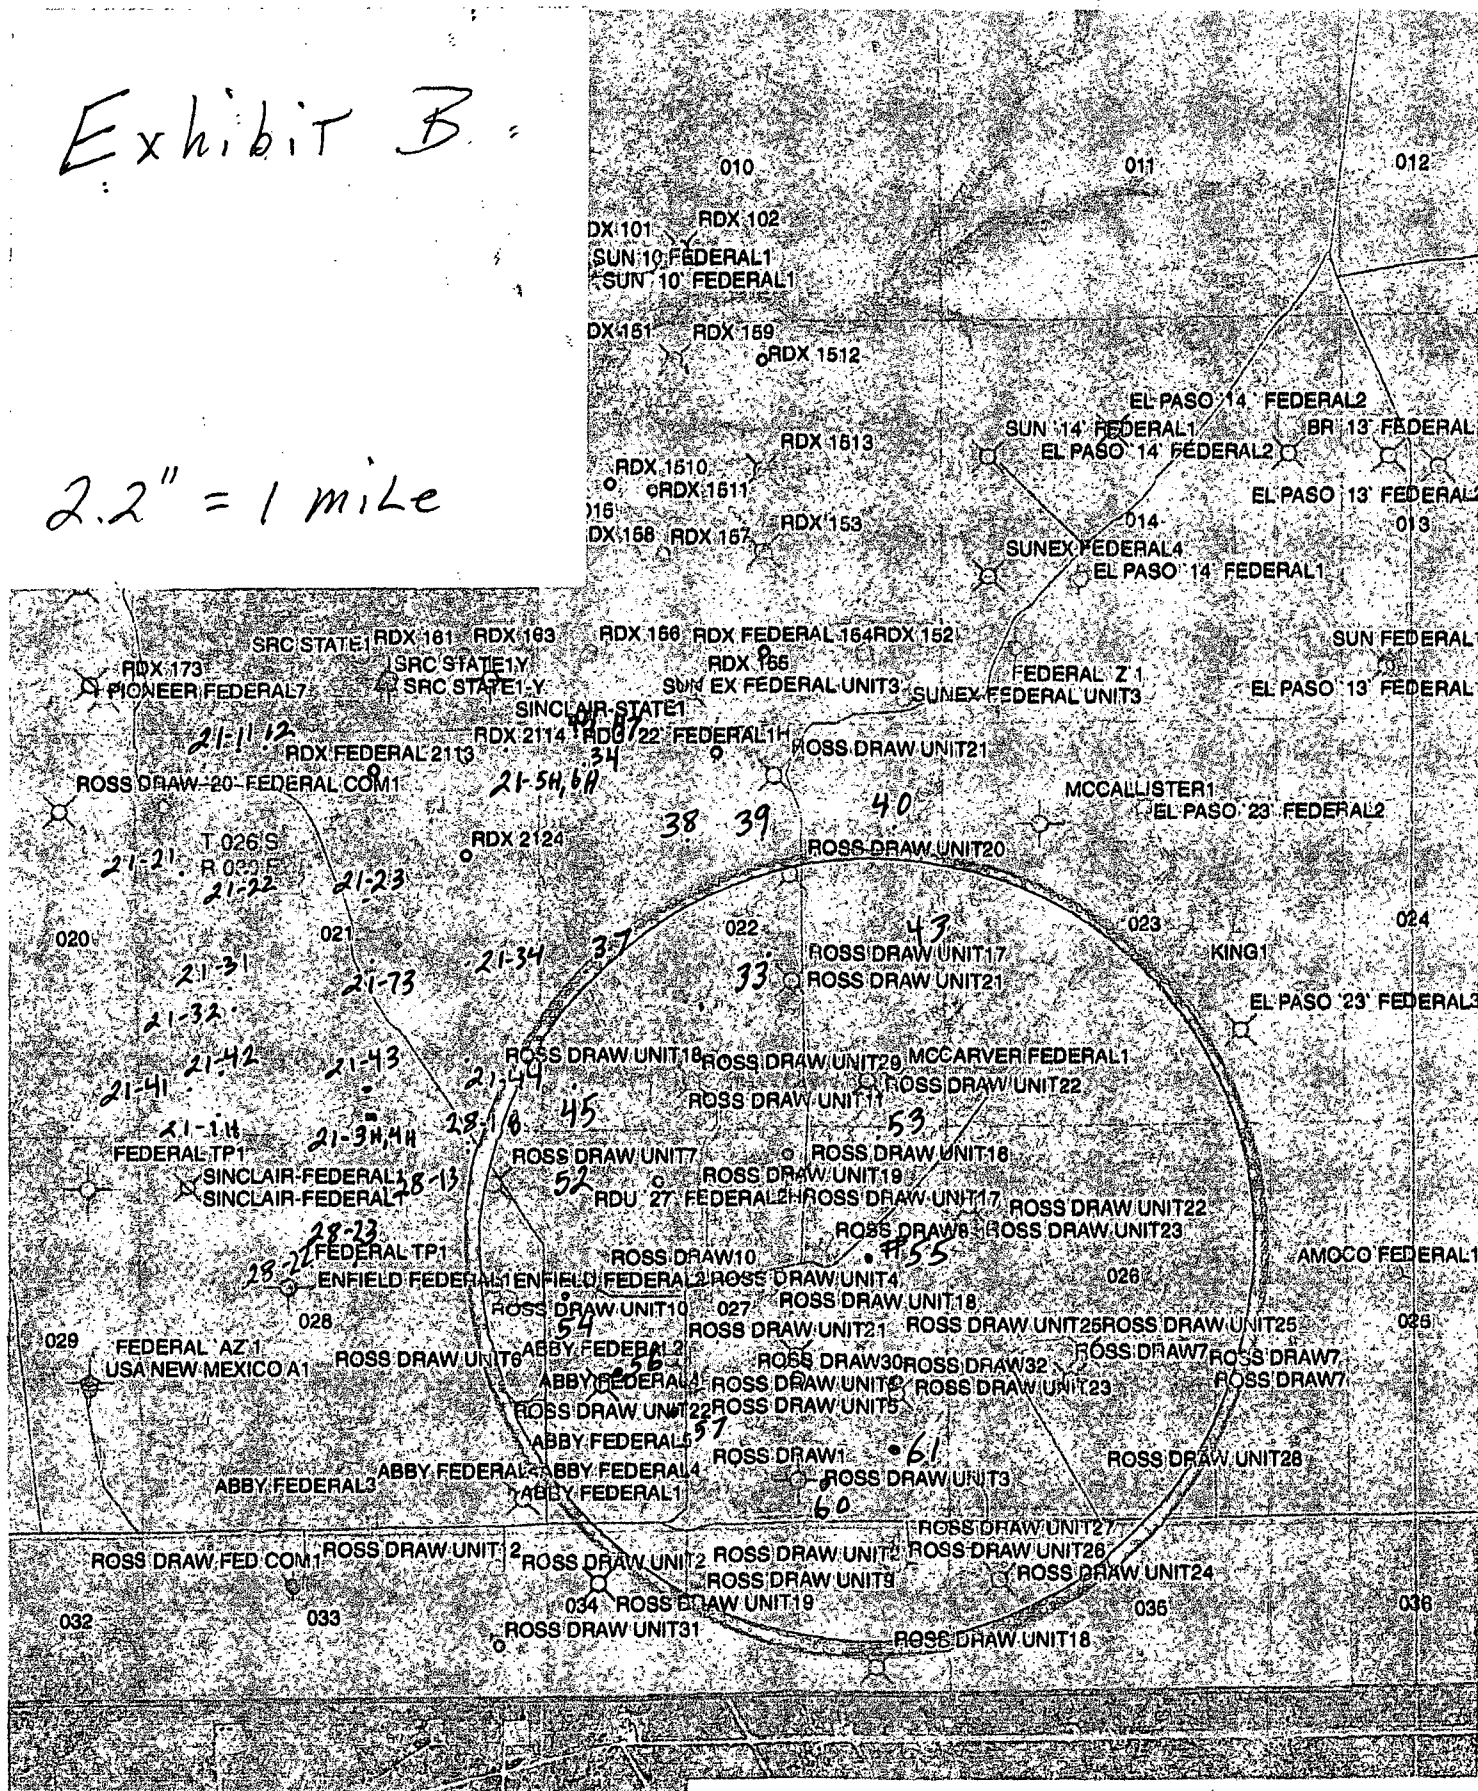 Exhibit B
010
011
012
DX 101
RDX 102
SUN 10 FEDERAL1
SUN '10' FEDERAL1
DX 151
RDX 159
RDX 1512
EL PASO '14' FEDERAL2
SUN '14' FEDERAL1
BR '13' FEDERAL
RDX 1513
EL PASO '14' FEDERAL2
RDX 1510
RDX 1511
2.2" = 1 mile
EL PASO '13' FEDERAL2
RDX 153
014
013
DX 158
RDX 157
SUNEX FEDERAL4
EL PASO '14' FEDERAL1
SRC STATE1
RDX 161
RDX 163
RDX 156
RDX FEDERAL 154
RDX 152
SUN FEDERAL
RDX 173
SRC STATE1Y
RDX 155
FEDERAL 'Z' 1
PIONEER FEDERAL7
SRC STATE1-Y
SUN EX FEDERAL UNIT3
SUNEX FEDERAL UNIT3
EL PASO '13' FEDERAL
SINCLAIR STATE1
21-11,12
RDX 2114
FEDERAL1H
RDX FEDERAL 2113
34
ROSS DRAW UNIT21
ROSS DRAW '20' FEDERAL COM1
21-5H,6H
MCCALLISTER1
40
EL PASO '23' FEDERAL2
38
39
T 026 S
RDX 2124
ROSS DRAW UNIT20
21-21
21-22
21-23
020
021
022
43
023
024
21-34
37
ROSS DRAW UNIT17
KING1
21-31
21-73
33
ROSS DRAW UNIT21
21-32
EL PASO '23' FEDERAL3
21-42
21-43
ROSS DRAW UNIT18
ROSS DRAW UNIT29
MCCARVER FEDERAL1
21-41
21-44
ROSS DRAW UNIT22
ROSS DRAW UNIT11
45
21-1H
21-3H,4H
53
FEDERAL TP1
ROSS DRAW UNIT7
ROSS DRAW UNIT16
SINCLAIR-FEDERAL1
28-13
ROSS DRAW UNIT19
SINCLAIR-FEDERAL1
52
RDU '27' FEDERAL2H
ROSS DRAW UNIT17
ROSS DRAW UNIT22
28-23
ROSS DRAW8
ROSS DRAW UNIT23
28-22
FEDERAL TP1
ROSS DRAW10
#55
AMOCO FEDERAL1
ENFIELD FEDERAL1
ENFIELD FEDERAL2
ROSS DRAW UNIT4
026
028
ROSS DRAW UNIT10
027
ROSS DRAW UNIT18
029
54
ROSS DRAW UNIT21
ROSS DRAW UNIT25
ROSS DRAW UNIT25
025
FEDERAL 'AZ' 1
ROSS DRAW UNIT6
ABBY FEDERAL2
USA NEW MEXICO A1
56
ROSS DRAW30
ROSS DRAW32
ROSS DRAW7
ROSS DRAW7
ROSS DRAW UNIT23
ROSS DRAW7
ROSS DRAW UNIT22
ROSS DRAW UNIT5
ABBY FEDERAL5
57
ROSS DRAW1
61
ROSS DRAW UNIT28
ABBY FEDERAL3
ABBY FEDERAL4
ROSS DRAW UNIT3
ABBY FEDERAL1
60
ROSS DRAW UNIT27
ROSS DRAW FED COM1
ROSS DRAW UNIT12
ROSS DRAW UNIT2
ROSS DRAW UNIT26
ROSS DRAW UNIT9
ROSS DRAW UNIT24
032
033
034
ROSS DRAW UNIT19
035
036
ROSS DRAW UNIT31
ROSS DRAW UNIT18